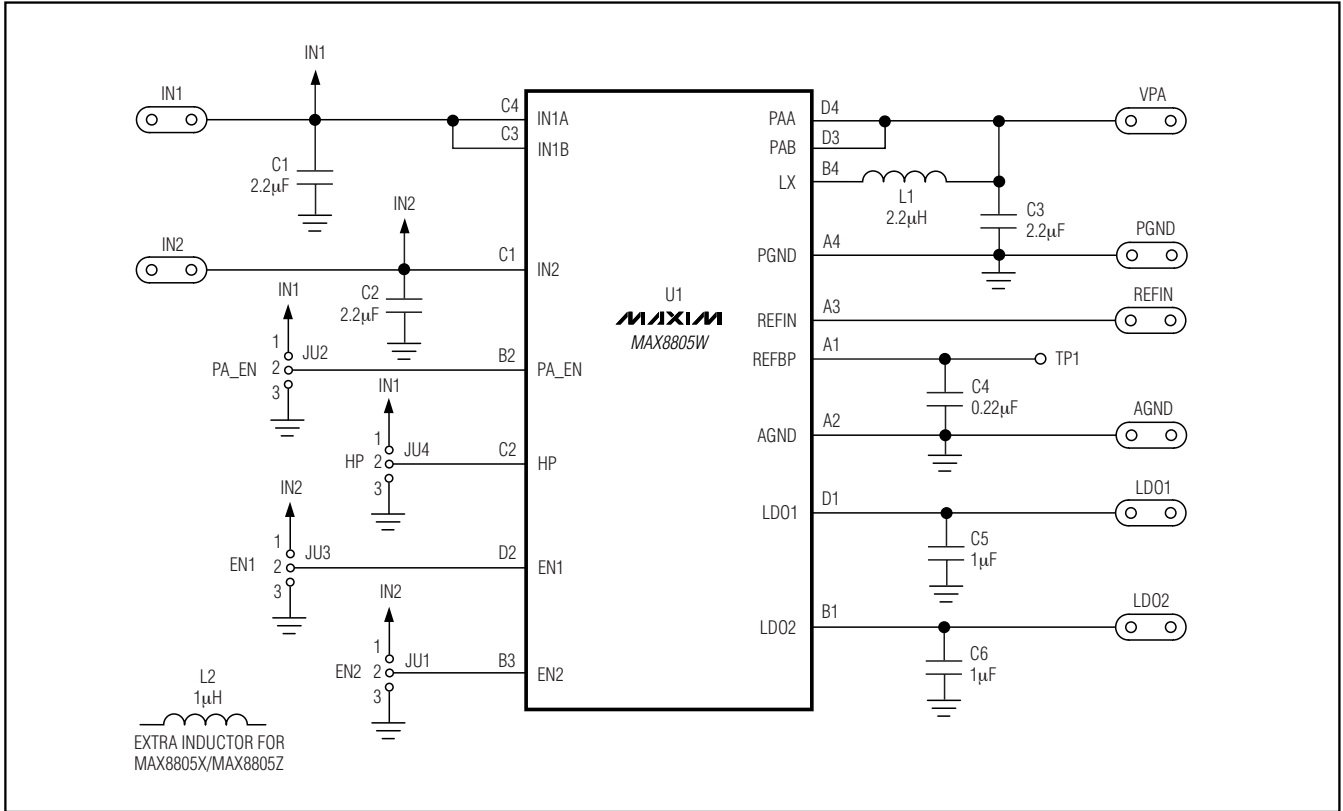 IN1
IN1
C4
IN1A
C3
IN1B
C1
2.2µF
IN2
IN2
C1
IN2
C2
2.2µF
IN1
1
JU2
PA_EN
2
3
B2
PA_EN
IN1
1
JU4
HP
2
3
C2
HP
IN2
1
JU3
EN1
2
3
D2
EN1
IN2
1
JU1
EN2
2
3
B3
EN2
L2
1µH
EXTRA INDUCTOR FOR
MAX8805X/MAX8805Z
U1
MAXIM
MAX8805W
PAA
D4
VPA
PAB
D3
LX
B4
L1
2.2µH
C3
2.2µF
PGND
A4
PGND
REFIN
A3
REFIN
REFBP
A1
TP1
C4
0.22µF
AGND
A2
AGND
LDO1
D1
LDO1
C5
1µF
LDO2
B1
LDO2
C6
1µF